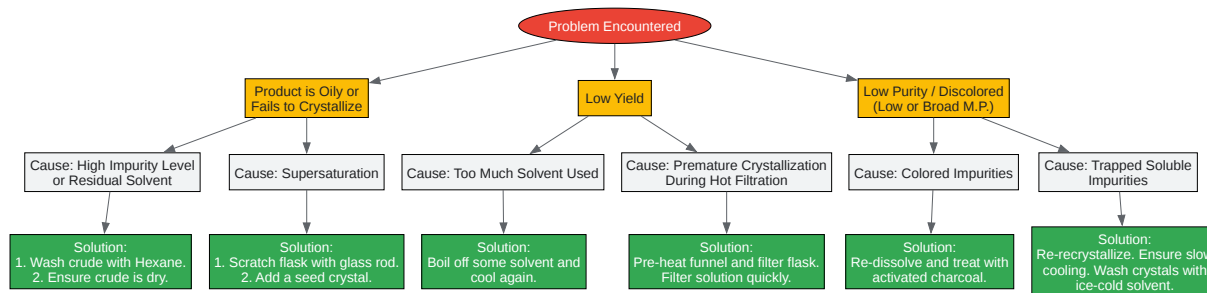 Problem Encountered
Product is Oily or
Fails to Crystallize
Low Yield
Low Purity / Discolored
(Low or Broad M.P.)
Cause: High Impurity Level
or Residual Solvent
Cause: Supersaturation
Cause: Too Much Solvent Used
Cause: Premature Crystallization
During Hot Filtration
Cause: Colored Impurities
Cause: Trapped Soluble
Impurities
Solution:
1. Wash crude with Hexane.
2. Ensure crude is dry.
Solution:
1. Scratch flask with glass rod.
2. Add a seed crystal.
Solution:
Boil off some solvent and
cool again.
Solution:
Pre-heat funnel and filter flask.
Filter solution quickly.
Solution:
Re-dissolve and treat with
activated charcoal.
Solution:
Re-recrystallize. Ensure slow
cooling. Wash crystals with
ice-cold solvent.